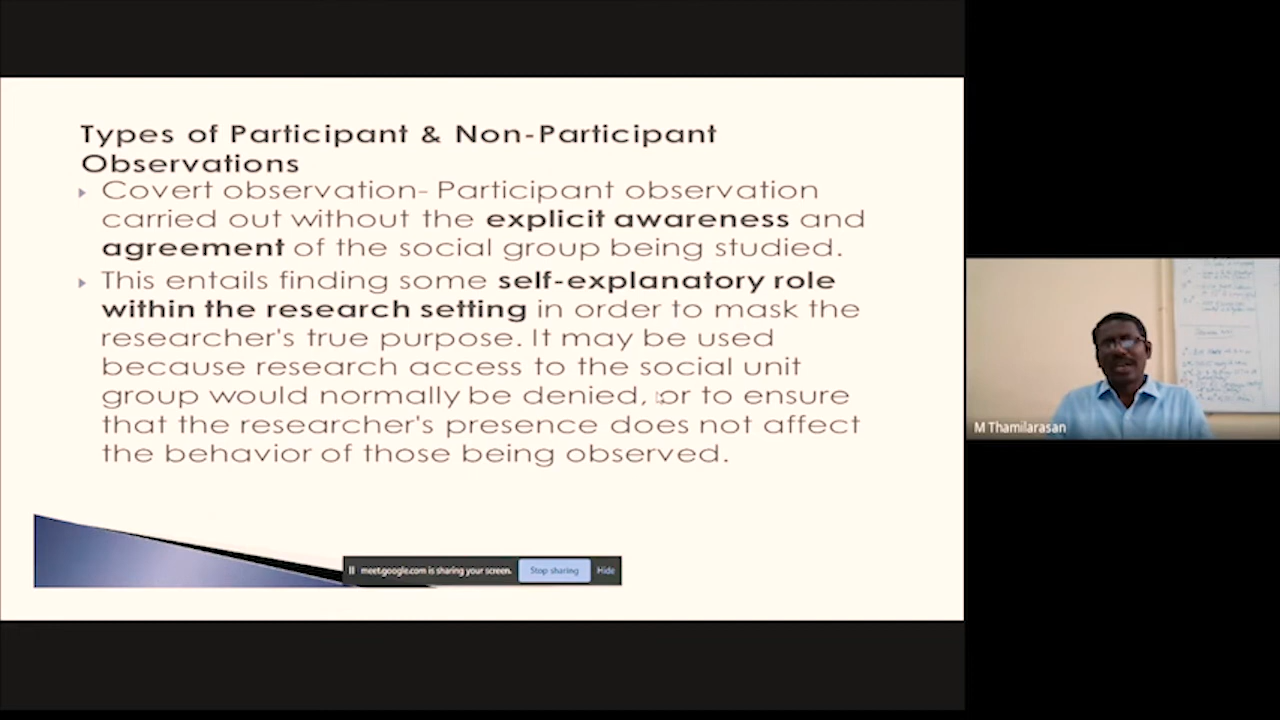 Types of Participant & Non-Participant
Observations
Covert observation- Participant observation
carried out without the explicit awareness and
agreement of the social group being studied.
This entails finding some self-explanatory role
within the research setting in order to mask the
researcher's true purpose. It may be used
because research access to the social unit
group would normally be denied, or to ensure
that the researcher's presence does not affect
the behavior of those being observed.
meet.google.com is sharing your screen.
Stop sharing
Hide
M Thamilarasan